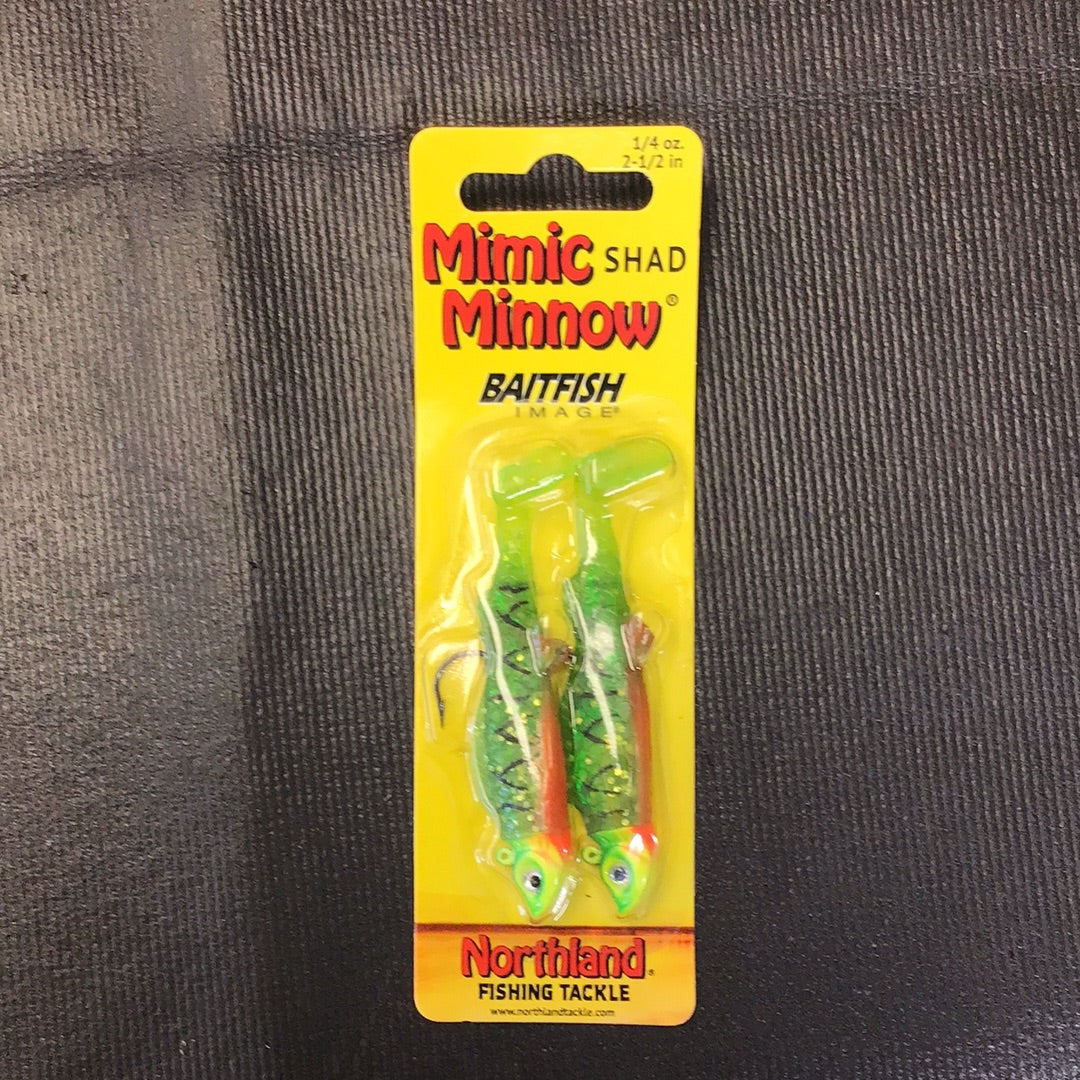 1/4 oz.
2-1/2 in
Mimic SHAD
Minnow®
BAITFISH
IMAGE®
Northland®
FISHING TACKLE
www.northlandtackle.com